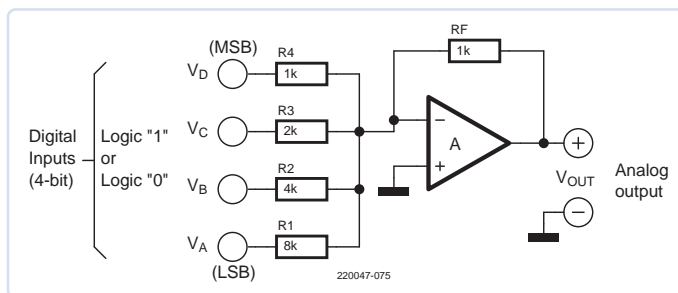 (MSB)
R4
RF
VD
1k
1k
R3
VC
2k
Digital
Inputs
(4-bit)
Logic "1"
or
Logic "0"
−
A
+
R2
VB
4k
+
VOUT
−
Analog
output
R1
VA
8k
(LSB)
220047-075